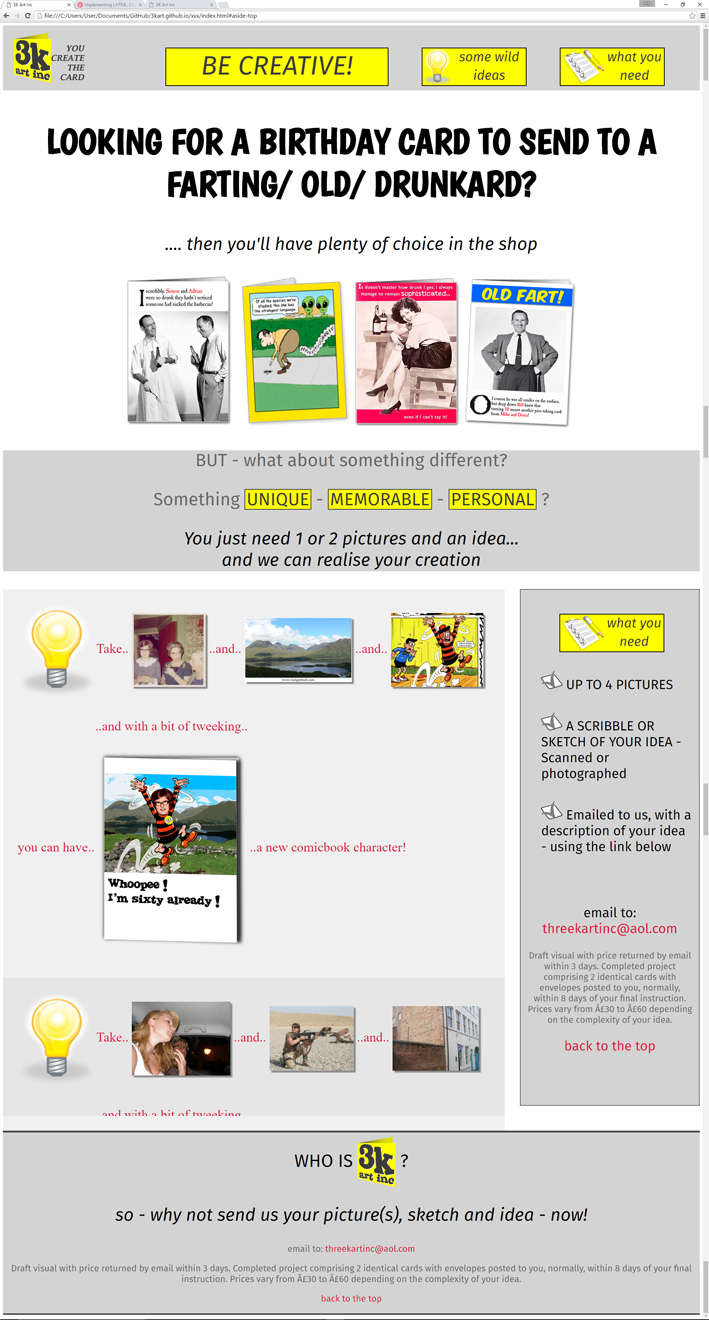 3K Art Inc
Implementing | HTML, C
3K Art Inc
file:///C:/Users/User/Documents/GitHub/3kart.github.io/xxx/index.html#aside-top
3k
art inc
YOU
CREATE
THE
CARD
BE CREATIVE!
some wild
ideas
what you
need
LOOKING FOR A BIRTHDAY CARD TO SEND TO A
FARTING/ OLD/ DRUNKARD?
.... then you'll have plenty of choice in the shop
Incredibly, Simon and Adrian
were so drunk they hadn't noticed
someone had nicked the barbecue!
Of all the species we've
studied, this one has
the strangest language.
It doesn't matter how drunk I get, I always
manage to remain sophisticated...
even if I can't say it!
OLD FART!
Of course he was all smiles on the surface,
but deep down Bill knew that
turning 50 meant another piss-taking card
from Mike and Dosia!
BUT - what about something different?
Something UNIQUE - MEMORABLE - PERSONAL ?
You just need 1 or 2 pictures and an idea...
and we can realise your creation
Take..
..and..
..and..
..and with a bit of tweeking..
you can have..
Whoopee !
I'm sixty already !
..a new comicbook character!
Take..
..and..
..and..
..and with a bit of tweeking..
what you
need
UP TO 4 PICTURES
A SCRIBBLE OR
SKETCH OF YOUR IDEA -
Scanned or
photographed
Emailed to us, with a
description of your idea
- using the link below
email to:
threekartinc@aol.com
Draft visual with price returned by email
within 3 days. Completed project
comprising 2 identical cards with
envelopes posted to you, normally,
within 8 days of your final instruction.
Prices vary from Â£30 to Â£60 depending
on the complexity of your idea.
back to the top
WHO IS 3k art inc ?
so - why not send us your picture(s), sketch and idea - now!
email to: threekartinc@aol.com
Draft visual with price returned by email within 3 days. Completed project comprising 2 identical cards with envelopes posted to you, normally, within 8 days of your final
instruction. Prices vary from Â£30 to Â£60 depending on the complexity of your idea.
back to the top